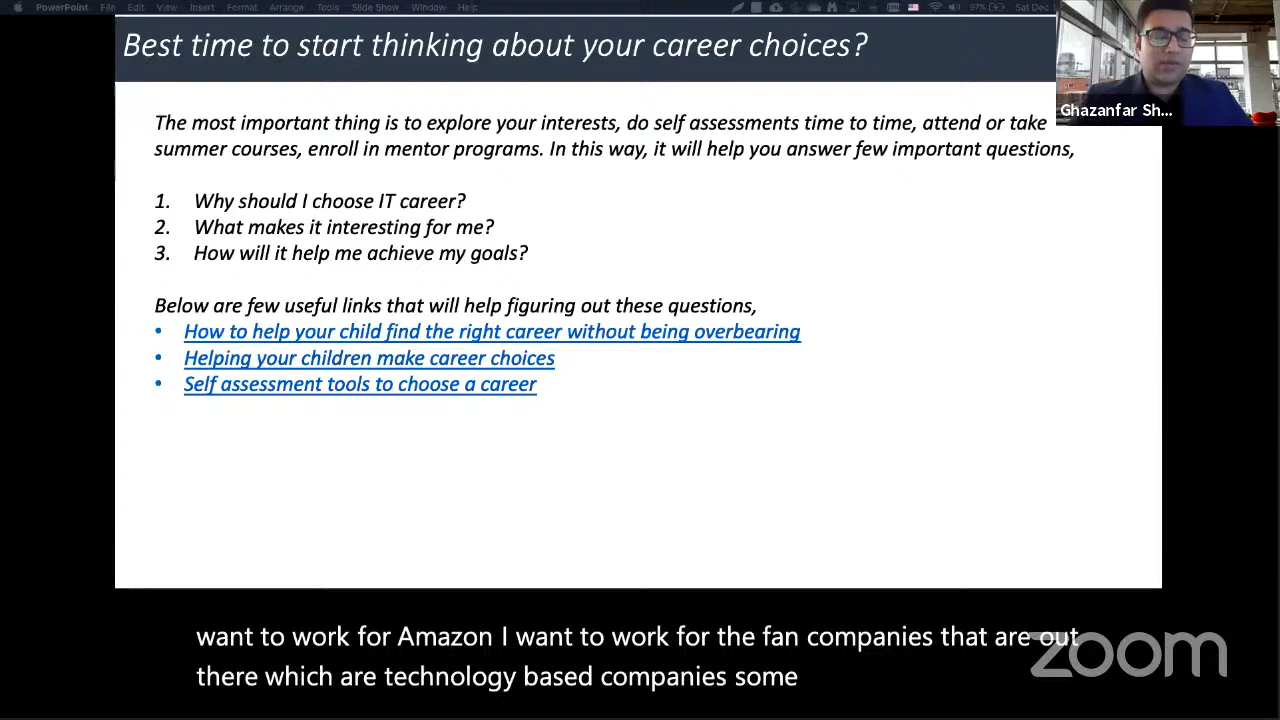 PowerPoint File Edit View Insert Format Arrange Tools Slide Show Window Help 97% Sat Dec 1
Best time to start thinking about your career choices?
Ghazanfar Sh...
The most important thing is to explore your interests, do self assessments time to time, attend or take
summer courses, enroll in mentor programs. In this way, it will help you answer few important questions,
1. Why should I choose IT career?
2. What makes it interesting for me?
3. How will it help me achieve my goals?
Below are few useful links that will help figuring out these questions,
• How to help your child find the right career without being overbearing
• Helping your children make career choices
• Self assessment tools to choose a career
want to work for Amazon I want to work for the fan companies that are out
there which are technology based companies some
zoom